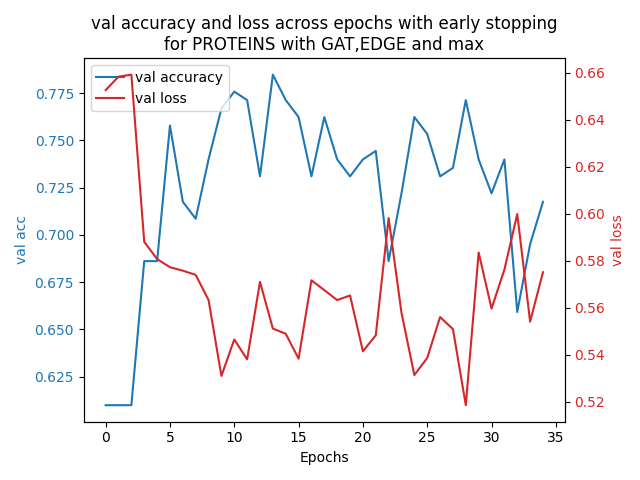 val accuracy and loss across epochs with early stopping
for PROTEINS with GAT,EDGE and max
val accuracy
val loss
0.775
0.750
0.725
0.700
0.675
0.650
0.625
val acc
0.66
0.64
0.62
0.60
0.58
0.56
0.54
0.52
val loss
0 5 10 15 20 25 30 35
Epochs